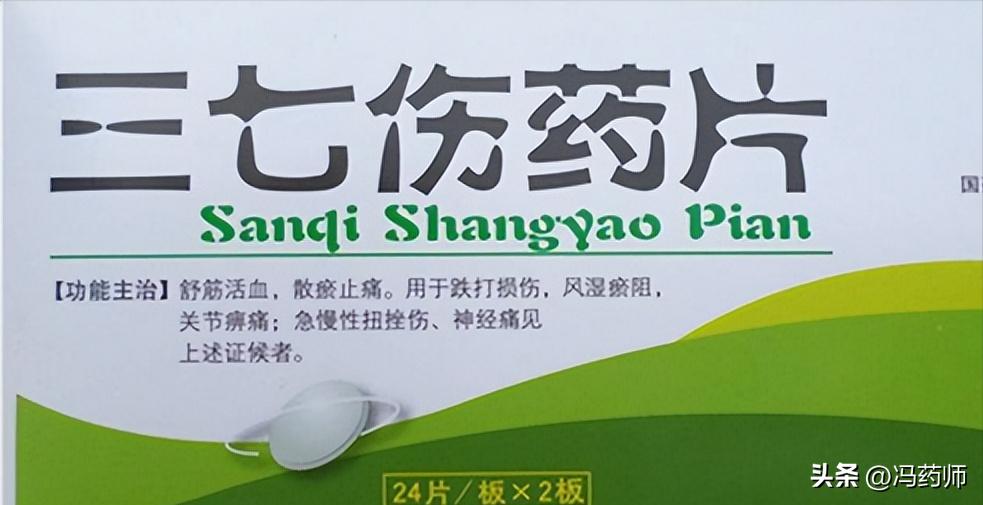 三七伤药片
Sanqi Shangyao Pian
【功能主治】舒筋活血，散瘀止痛。用于跌打损伤，风湿瘀阻，
关节痹痛；急慢性扭挫伤、神经痛见
上述证候者。
国
24片/板×2板
头条 @冯药师